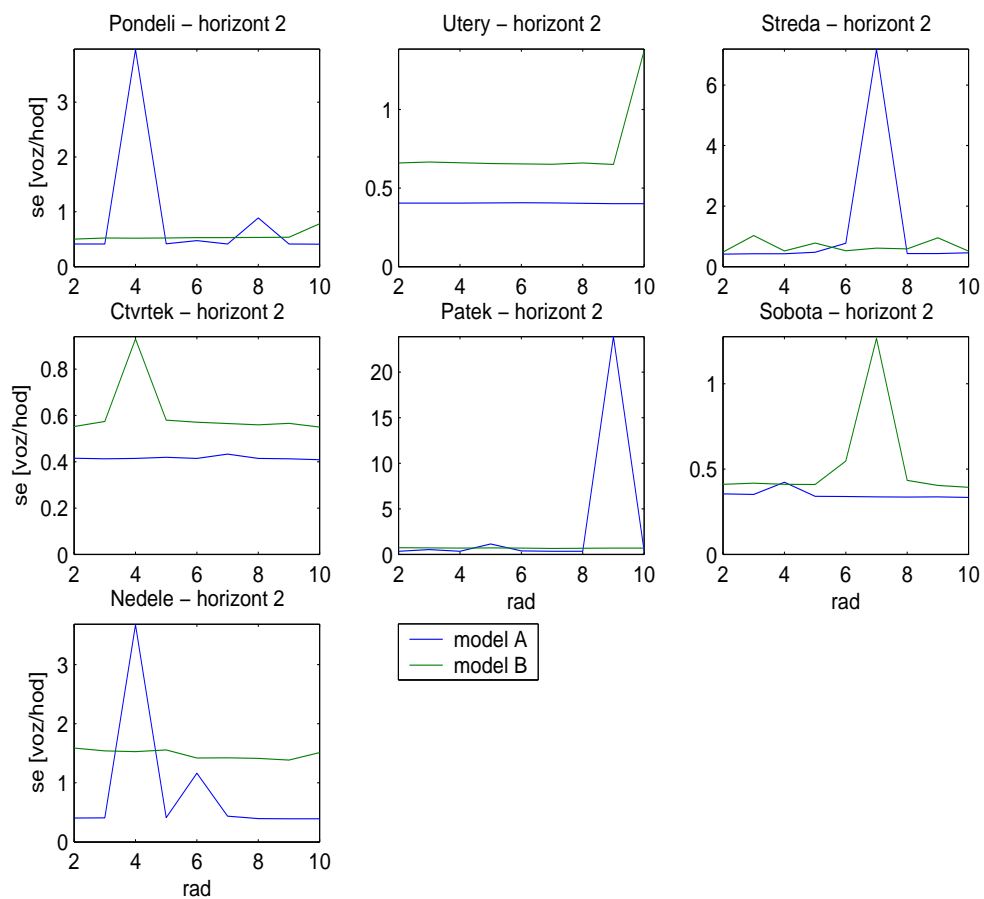 Pondeli – horizont 2
se [voz/hod]
3
2
1
0
2 4 6 8 10
Utery – horizont 2
1
0.5
0
2 4 6 8 10
Streda – horizont 2
6
4
2
0
2 4 6 8 10
Ctvrtek – horizont 2
se [voz/hod]
0.8
0.6
0.4
0.2
0
2 4 6 8 10
Patek – horizont 2
20
15
10
5
0
2 4 6 8 10
rad
Sobota – horizont 2
1
0.5
0
2 4 6 8 10
rad
Nedele – horizont 2
se [voz/hod]
3
2
1
0
2 4 6 8 10
rad
model A
model B